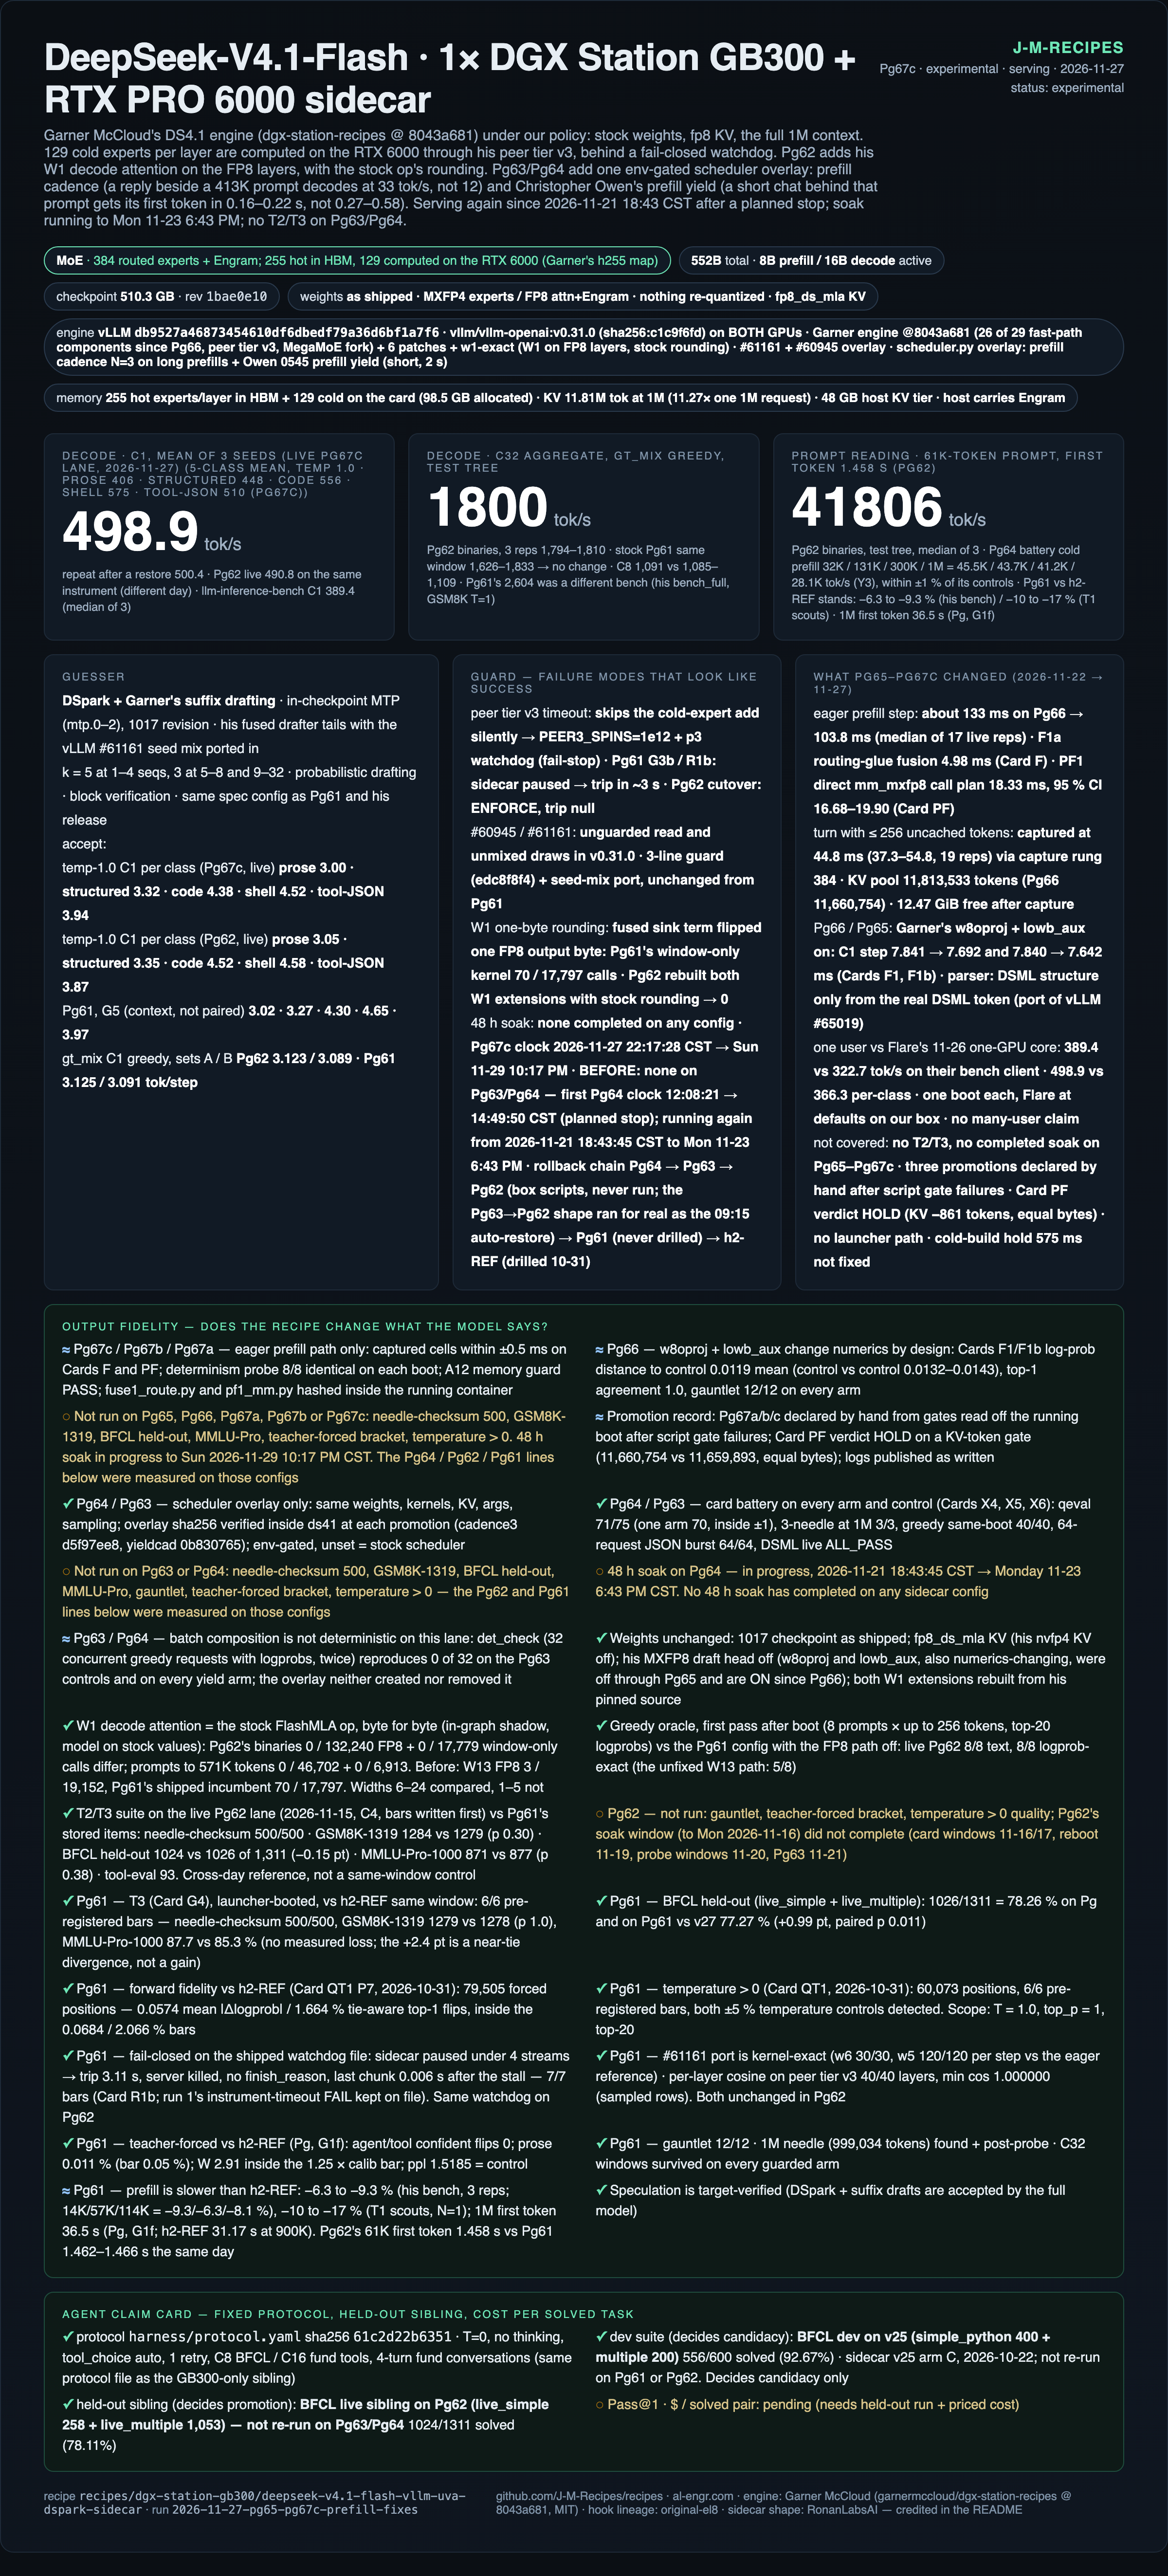 DeepSeek-V4.1-Flash · 1× DGX Station GB300 +
RTX PRO 6000 sidecar
J-M-RECIPES
Pg67c · experimental · serving · 2026-11-27
status: experimental
Garner McCloud's DS4.1 engine (dgx-station-recipes @ 8043a681) under our policy: stock weights, fp8 KV, the full 1M context.
129 cold experts per layer are computed on the RTX 6000 through his peer tier v3, behind a fail-closed watchdog. Pg62 adds his
W1 decode attention on the FP8 layers, with the stock op's rounding. Pg63/Pg64 add one env-gated scheduler overlay: prefill
cadence (a reply beside a 413K prompt decodes at 33 tok/s, not 12) and Christopher Owen's prefill yield (a short chat behind that
prompt gets its first token in 0.16–0.22 s, not 0.27–0.58). Serving again since 2026-11-21 18:43 CST after a planned stop; soak
running to Mon 11-23 6:43 PM; no T2/T3 on Pg63/Pg64.
MoE · 384 routed experts + Engram; 255 hot in HBM, 129 computed on the RTX 6000 (Garner's h255 map)
552B total · 8B prefill / 16B decode active
checkpoint 510.3 GB · rev 1bae0e10
weights as shipped · MXFP4 experts / FP8 attn+Engram · nothing re-quantized · fp8_ds_mla KV
engine vLLM db9527a46873454610df6dbedf79a36d6bf1a7f6 · vllm/vllm-openai:v0.31.0 (sha256:c1c9f6fd) on BOTH GPUs · Garner engine @8043a681 (26 of 29 fast-path
components since Pg66, peer tier v3, MegaMoE fork) + 6 patches + w1-exact (W1 on FP8 layers, stock rounding) · #61161 + #60945 overlay · scheduler.py overlay: prefill
cadence N=3 on long prefills + Owen 0545 prefill yield (short, 2 s)
memory 255 hot experts/layer in HBM + 129 cold on the card (98.5 GB allocated) · KV 11.81M tok at 1M (11.27× one 1M request) · 48 GB host KV tier · host carries Engram
DECODE · C1, MEAN OF 3 SEEDS (LIVE PG67C
LANE, 2026-11-27) (5-CLASS MEAN, TEMP 1.0 ·
PROSE 406 · STRUCTURED 448 · CODE 556 ·
SHELL 575 · TOOL-JSON 510 (PG67C))
498.9 tok/s
repeat after a restore 500.4 · Pg62 live 490.8 on the same
instrument (different day) · llm-inference-bench C1 389.4
(median of 3)
DECODE · C32 AGGREGATE, GT_MIX GREEDY,
TEST TREE
1800 tok/s
Pg62 binaries, 3 reps 1,794–1,810 · stock Pg61 same
window 1,626–1,833 → no change · C8 1,091 vs 1,085–
1,109 · Pg61's 2,604 was a different bench (his bench_full,
GSM8K T=1)
PROMPT READING · 61K-TOKEN PROMPT, FIRST
TOKEN 1.458 S (PG62)
41806 tok/s
Pg62 binaries, test tree, median of 3 · Pg64 battery cold
prefill 32K / 131K / 300K / 1M = 45.5K / 43.7K / 41.2K /
28.1K tok/s (Y3), within ±1 % of its controls · Pg61 vs h2-
REF stands: −6.3 to −9.3 % (his bench) / −10 to −17 % (T1
scouts) · 1M first token 36.5 s (Pg, G1f)
GUESSER
DSpark + Garner's suffix drafting · in-checkpoint MTP
(mtp.0–2), 1017 revision · his fused drafter tails with the
vLLM #61161 seed mix ported in
k = 5 at 1–4 seqs, 3 at 5–8 and 9–32 · probabilistic drafting
· block verification · same spec config as Pg61 and his
release
accept:
temp-1.0 C1 per class (Pg67c, live) prose 3.00 ·
structured 3.32 · code 4.38 · shell 4.52 · tool-JSON
3.94
temp-1.0 C1 per class (Pg62, live) prose 3.05 ·
structured 3.35 · code 4.52 · shell 4.58 · tool-JSON
3.87
Pg61, G5 (context, not paired) 3.02 · 3.27 · 4.30 · 4.65 ·
3.97
gt_mix C1 greedy, sets A / B Pg62 3.123 / 3.089 · Pg61
3.125 / 3.091 tok/step
GUARD — FAILURE MODES THAT LOOK LIKE
SUCCESS
peer tier v3 timeout: skips the cold-expert add
silently → PEER3_SPINS=1e12 + p3
watchdog (fail-stop) · Pg61 G3b / R1b:
sidecar paused → trip in ~3 s · Pg62 cutover:
ENFORCE, trip null
#60945 / #61161: unguarded read and
unmixed draws in v0.31.0 · 3-line guard
(edc8f8f4) + seed-mix port, unchanged from
Pg61
W1 one-byte rounding: fused sink term flipped
one FP8 output byte: Pg61's window-only
kernel 70 / 17,797 calls · Pg62 rebuilt both
W1 extensions with stock rounding → 0
48 h soak: none completed on any config ·
Pg67c clock 2026-11-27 22:17:28 CST → Sun
11-29 10:17 PM · BEFORE: none on
Pg63/Pg64 — first Pg64 clock 12:08:21 →
14:49:50 CST (planned stop); running again
from 2026-11-21 18:43:45 CST to Mon 11-23
6:43 PM · rollback chain Pg64 → Pg63 →
Pg62 (box scripts, never run; the
Pg63→Pg62 shape ran for real as the 09:15
auto-restore) → Pg61 (never drilled) → h2-
REF (drilled 10-31)
WHAT PG65–PG67C CHANGED (2026-11-22 →
11-27)
eager prefill step: about 133 ms on Pg66 →
103.8 ms (median of 17 live reps) · F1a
routing-glue fusion 4.98 ms (Card F) · PF1
direct mm_mxfp8 call plan 18.33 ms, 95 % CI
16.68–19.90 (Card PF)
turn with ≤ 256 uncached tokens: captured at
44.8 ms (37.3–54.8, 19 reps) via capture rung
384 · KV pool 11,813,533 tokens (Pg66
11,660,754) · 12.47 GiB free after capture
Pg66 / Pg65: Garner's w8oproj + lowb_aux
on: C1 step 7.841 → 7.692 and 7.840 → 7.642
ms (Cards F1, F1b) · parser: DSML structure
only from the real DSML token (port of vLLM
#65019)
one user vs Flare's 11-26 one-GPU core: 389.4
vs 322.7 tok/s on their bench client · 498.9 vs
366.3 per-class · one boot each, Flare at
defaults on our box · no many-user claim
not covered: no T2/T3, no completed soak on
Pg65–Pg67c · three promotions declared by
hand after script gate failures · Card PF
verdict HOLD (KV −861 tokens, equal bytes) ·
no launcher path · cold-build hold 575 ms
not fixed
OUTPUT FIDELITY — DOES THE RECIPE CHANGE WHAT THE MODEL SAYS?
≈ Pg67c / Pg67b / Pg67a — eager prefill path only: captured cells within ±0.5 ms on
Cards F and PF; determinism probe 8/8 identical on each boot; A12 memory guard
PASS; fuse1_route.py and pf1_mm.py hashed inside the running container
≈ Pg66 — w8oproj + lowb_aux change numerics by design: Cards F1/F1b log-prob
distance to control 0.0119 mean (control vs control 0.0132–0.0143), top-1
agreement 1.0, gauntlet 12/12 on every arm
○ Not run on Pg65, Pg66, Pg67a, Pg67b or Pg67c: needle-checksum 500, GSM8K-
1319, BFCL held-out, MMLU-Pro, teacher-forced bracket, temperature > 0. 48 h
soak in progress to Sun 2026-11-29 10:17 PM CST. The Pg64 / Pg62 / Pg61 lines
below were measured on those configs
≈ Promotion record: Pg67a/b/c declared by hand from gates read off the running
boot after script gate failures; Card PF verdict HOLD on a KV-token gate
(11,660,754 vs 11,659,893, equal bytes); logs published as written
✓ Pg64 / Pg63 — scheduler overlay only: same weights, kernels, KV, args,
sampling; overlay sha256 verified inside ds41 at each promotion (cadence3
d5f97ee8, yieldcad 0b830765); env-gated, unset = stock scheduler
✓ Pg64 / Pg63 — card battery on every arm and control (Cards X4, X5, X6): qeval
71/75 (one arm 70, inside ±1), 3-needle at 1M 3/3, greedy same-boot 40/40, 64-
request JSON burst 64/64, DSML live ALL_PASS
○ Not run on Pg63 or Pg64: needle-checksum 500, GSM8K-1319, BFCL held-out,
MMLU-Pro, gauntlet, teacher-forced bracket, temperature > 0 — the Pg62 and Pg61
lines below were measured on those configs
○ 48 h soak on Pg64 — in progress, 2026-11-21 18:43:45 CST → Monday 11-23
6:43 PM CST. No 48 h soak has completed on any sidecar config
≈ Pg63 / Pg64 — batch composition is not deterministic on this lane: det_check (32
concurrent greedy requests with logprobs, twice) reproduces 0 of 32 on the Pg63
controls and on every yield arm; the overlay neither created nor removed it
✓ Weights unchanged: 1017 checkpoint as shipped; fp8_ds_mla KV (his nvfp4 KV
off); his MXFP8 draft head off (w8oproj and lowb_aux, also numerics-changing, were
off through Pg65 and are ON since Pg66); both W1 extensions rebuilt from his
pinned source
✓ W1 decode attention = the stock FlashMLA op, byte for byte (in-graph shadow,
model on stock values): Pg62's binaries 0 / 132,240 FP8 + 0 / 17,779 window-only
calls differ; prompts to 571K tokens 0 / 46,702 + 0 / 6,913. Before: W13 FP8 3 /
19,152, Pg61's shipped incumbent 70 / 17,797. Widths 6–24 compared, 1–5 not
✓ Greedy oracle, first pass after boot (8 prompts × up to 256 tokens, top-20
logprobs) vs the Pg61 config with the FP8 path off: live Pg62 8/8 text, 8/8 logprob-
exact (the unfixed W13 path: 5/8)
✓ T2/T3 suite on the live Pg62 lane (2026-11-15, C4, bars written first) vs Pg61's
stored items: needle-checksum 500/500 · GSM8K-1319 1284 vs 1279 (p 0.30) ·
BFCL held-out 1024 vs 1026 of 1,311 (−0.15 pt) · MMLU-Pro-1000 871 vs 877 (p
0.38) · tool-eval 93. Cross-day reference, not a same-window control
○ Pg62 — not run: gauntlet, teacher-forced bracket, temperature > 0 quality; Pg62's
soak window (to Mon 2026-11-16) did not complete (card windows 11-16/17, reboot
11-19, probe windows 11-20, Pg63 11-21)
✓ Pg61 — T3 (Card G4), launcher-booted, vs h2-REF same window: 6/6 pre-
registered bars — needle-checksum 500/500, GSM8K-1319 1279 vs 1278 (p 1.0),
MMLU-Pro-1000 87.7 vs 85.3 % (no measured loss; the +2.4 pt is a near-tie
divergence, not a gain)
✓ Pg61 — BFCL held-out (live_simple + live_multiple): 1026/1311 = 78.26 % on Pg
and on Pg61 vs v27 77.27 % (+0.99 pt, paired p 0.011)
✓ Pg61 — forward fidelity vs h2-REF (Card QT1 P7, 2026-10-31): 79,505 forced
positions — 0.0574 mean |Δlogprob| / 1.664 % tie-aware top-1 flips, inside the
0.0684 / 2.066 % bars
✓ Pg61 — temperature > 0 (Card QT1, 2026-10-31): 60,073 positions, 6/6 pre-
registered bars, both ±5 % temperature controls detected. Scope: T = 1.0, top_p = 1,
top-20
✓ Pg61 — fail-closed on the shipped watchdog file: sidecar paused under 4 streams
→ trip 3.11 s, server killed, no finish_reason, last chunk 0.006 s after the stall — 7/7
bars (Card R1b; run 1's instrument-timeout FAIL kept on file). Same watchdog on
Pg62
✓ Pg61 — #61161 port is kernel-exact (w6 30/30, w5 120/120 per step vs the eager
reference) · per-layer cosine on peer tier v3 40/40 layers, min cos 1.000000
(sampled rows). Both unchanged in Pg62
✓ Pg61 — teacher-forced vs h2-REF (Pg, G1f): agent/tool confident flips 0; prose
0.011 % (bar 0.05 %); W 2.91 inside the 1.25 × calib bar; ppl 1.5185 = control
✓ Pg61 — gauntlet 12/12 · 1M needle (999,034 tokens) found + post-probe · C32
windows survived on every guarded arm
≈ Pg61 — prefill is slower than h2-REF: −6.3 to −9.3 % (his bench, 3 reps;
14K/57K/114K = −9.3/−6.3/−8.1 %), −10 to −17 % (T1 scouts, N=1); 1M first token
36.5 s (Pg, G1f; h2-REF 31.17 s at 900K). Pg62's 61K first token 1.458 s vs Pg61
1.462–1.466 s the same day
✓ Speculation is target-verified (DSpark + suffix drafts are accepted by the full
model)
AGENT CLAIM CARD — FIXED PROTOCOL, HELD-OUT SIBLING, COST PER SOLVED TASK
✓ protocol harness/protocol.yaml sha256 61c2d22b6351 · T=0, no thinking,
tool_choice auto, 1 retry, C8 BFCL / C16 fund tools, 4-turn fund conversations (same
protocol file as the GB300-only sibling)
✓ dev suite (decides candidacy): BFCL dev on v25 (simple_python 400 +
multiple 200) 556/600 solved (92.67%) · sidecar v25 arm C, 2026-10-22; not re-run
on Pg61 or Pg62. Decides candidacy only
✓ held-out sibling (decides promotion): BFCL live sibling on Pg62 (live_simple
258 + live_multiple 1,053) — not re-run on Pg63/Pg64 1024/1311 solved
(78.11%)
○ Pass@1 · $ / solved pair: pending (needs held-out run + priced cost)
recipe recipes/dgx-station-gb300/deepseek-v4.1-flash-vllm-uva-
dspark-sidecar · run 2026-11-27-pg65-pg67c-prefill-fixes
github.com/J-M-Recipes/recipes · al-engr.com · engine: Garner McCloud (garnermccloud/dgx-station-recipes @
8043a681, MIT) · hook lineage: original-el8 · sidecar shape: RonanLabsAI — credited in the README